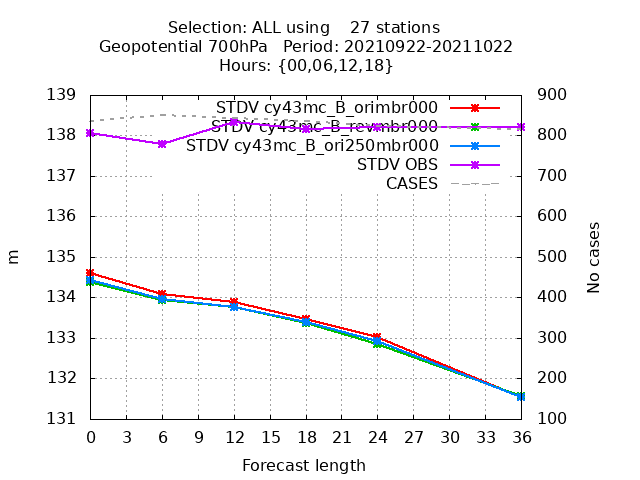 Selection: ALL using    27 stations
Geopotential 700hPa   Period: 20210922-20211022
Hours: {00,06,12,18}
139
138
137
136
135
134
133
132
131
m
900
800
700
600
500
400
300
200
100
No cases
STDV cy43mc_B_orimbr000
STDV cy43mc_B_revmbr000
STDV cy43mc_B_ori250mbr000
STDV OBS
CASES
0 3 6 9 12 15 18 21 24 27 30 33 36
Forecast length